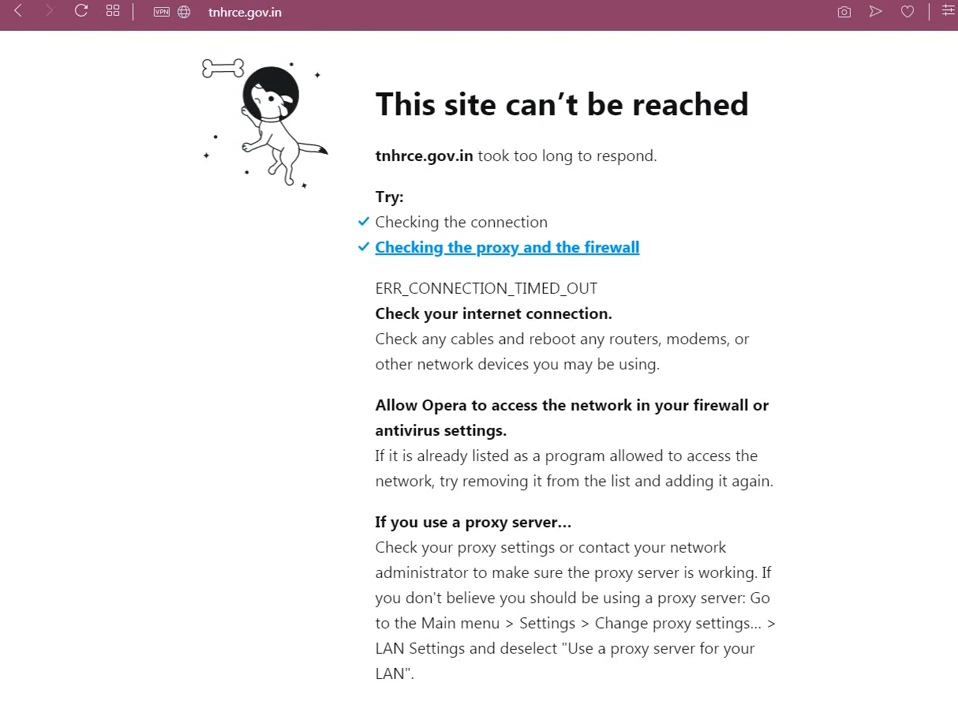 VPN tnhrce.gov.in
This site can’t be reached
tnhrce.gov.in took too long to respond.
Try:
Checking the connection
Checking the proxy and the firewall
ERR_CONNECTION_TIMED_OUT
Check your internet connection.
Check any cables and reboot any routers, modems, or
other network devices you may be using.
Allow Opera to access the network in your firewall or
antivirus settings.
If it is already listed as a program allowed to access the
network, try removing it from the list and adding it again.
If you use a proxy server…
Check your proxy settings or contact your network
administrator to make sure the proxy server is working. If
you don't believe you should be using a proxy server: Go
to the Main menu > Settings > Change proxy settings… >
LAN Settings and deselect "Use a proxy server for your
LAN".